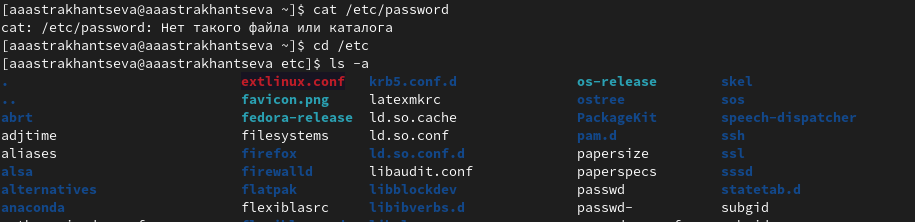 [aaastrakhantseva@aaastrakhantseva ~]$ cat /etc/password
cat: /etc/password: Нет такого файла или каталога
[aaastrakhantseva@aaastrakhantseva ~]$ cd /etc
[aaastrakhantseva@aaastrakhantseva etc]$ ls -a
. extlinux.conf krb5.conf.d os-release skel
.. favicon.png latexmkrc ostree sos
abrt fedora-release ld.so.cache PackageKit speech-dispatcher
adjtime filesystems ld.so.conf pam.d ssh
aliases firefox ld.so.conf.d papersize ssl
alsa firewalld libaudit.conf paperspecs sssd
alternatives flatpak libblockdev passwd statetab.d
anaconda flexiblasrc libibverbs.d passwd- subgid